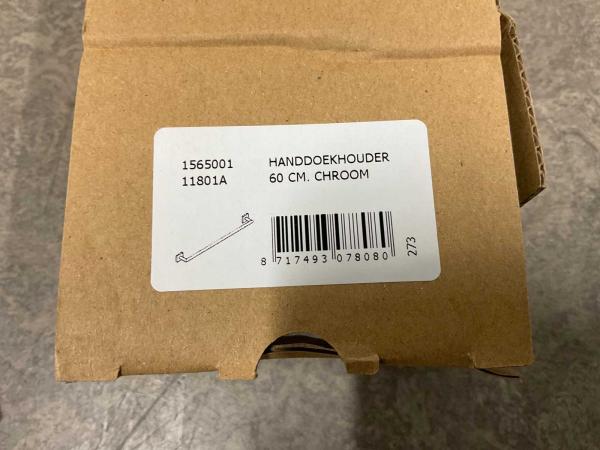 1565001 HANDDOEKHOUDER
11801A 60 CM. CHROOM
8 717493 078080
273